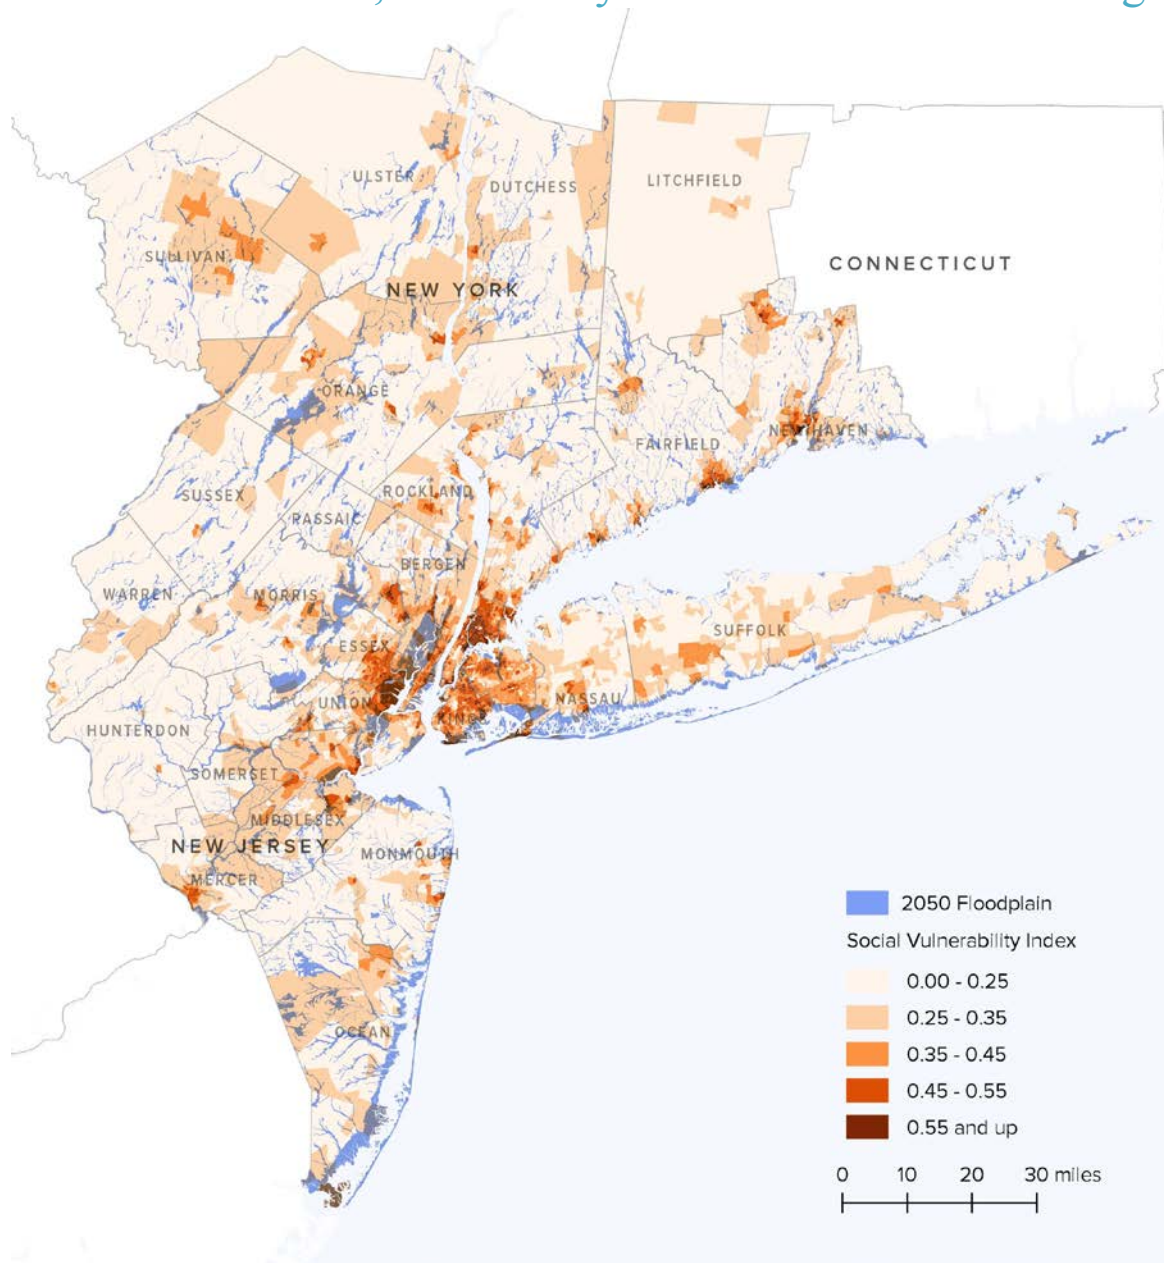 ULSTER
DUTCHESS
LITCHFIELD
SULLIVAN
CONNECTICUT
NEW YORK
ORANGE
NEW HAVEN
FAIRFIELD
SUSSEX
ROCKLAND
PASSAIC
BERGEN
WARREN
MORRIS
SUFFOLK
ESSEX
NASSAU
UNION
KINGS
HUNTERDON
SOMERSET
MIDDLESEX
NEW JERSEY
MONMOUTH
MERCER
OCEAN
2050 Floodplain
Social Vulnerability Index
0.00 - 0.25
0.25 - 0.35
0.35 - 0.45
0.45 - 0.55
0.55 and up
0 10 20 30 miles